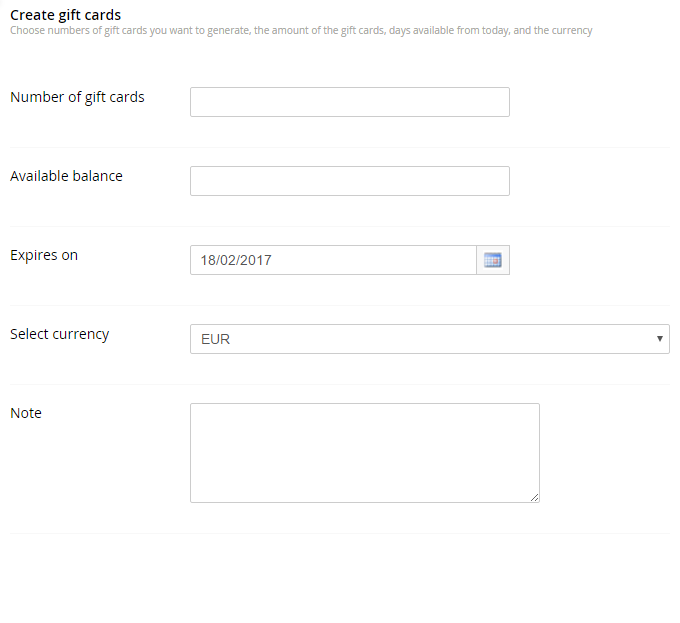 Create gift cards
Choose numbers of gift cards you want to generate, the amount of the gift cards, days available from today, and the currency
Number of gift cards
Available balance
Expires on
18/02/2017
Select currency
EUR
Note